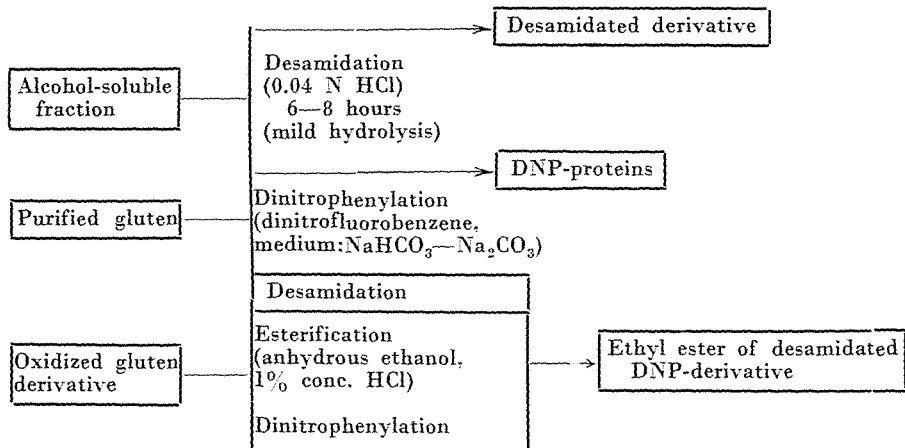 Desamidated derivative
Alcohol-soluble
fraction
Desamidation
(0.04 N HCl)
6—8 hours
(mild hydrolysis)
DNP-proteins
Purified gluten
Dinitrophenylation
(dinitrofluorobenzene,
medium:NaHCO₃—Na₂CO₃)
Desamidation
Oxidized gluten
derivative
Esterification
(anhydrous ethanol,
1% conc. HCl)
Dinitrophenylation
Ethyl ester of desamidated
DNP-derivative